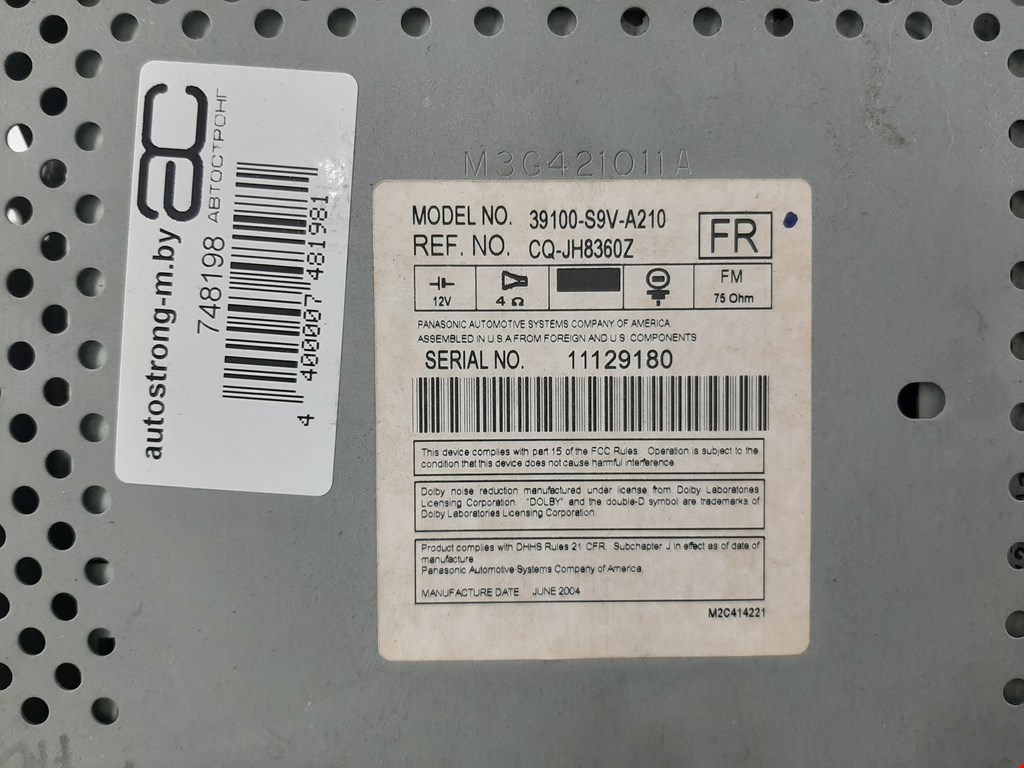 ac
autostrong-m.by
748198
АВТОСТРОНГ
4 400007 481981
M3G421011A
MODEL NO. 39100-S9V-A210
REF. NO. CQ-JH8360Z
FR
12V
4 Ω
FM
75 Ohm
PANASONIC AUTOMOTIVE SYSTEMS COMPANY OF AMERICA
ASSEMBLED IN U.S.A FROM FOREIGN AND U.S. COMPONENTS
SERIAL NO. 11129180
This device complies with part 15 of the FCC Rules. Operation is subject to the
condition that this device does not cause harmful interference.
Dolby noise reduction manufactured under license from Dolby Laboratories
Licensing Corporation. "DOLBY" and the double-D symbol are trademarks of
Dolby Laboratories Licensing Corporation.
Product complies with DHHS Rules 21 CFR. Subchapter J in effect as of date of
manufacture
Panasonic Automotive Systems Company of America.
MANUFACTURE DATE JUNE 2004
M2C414221